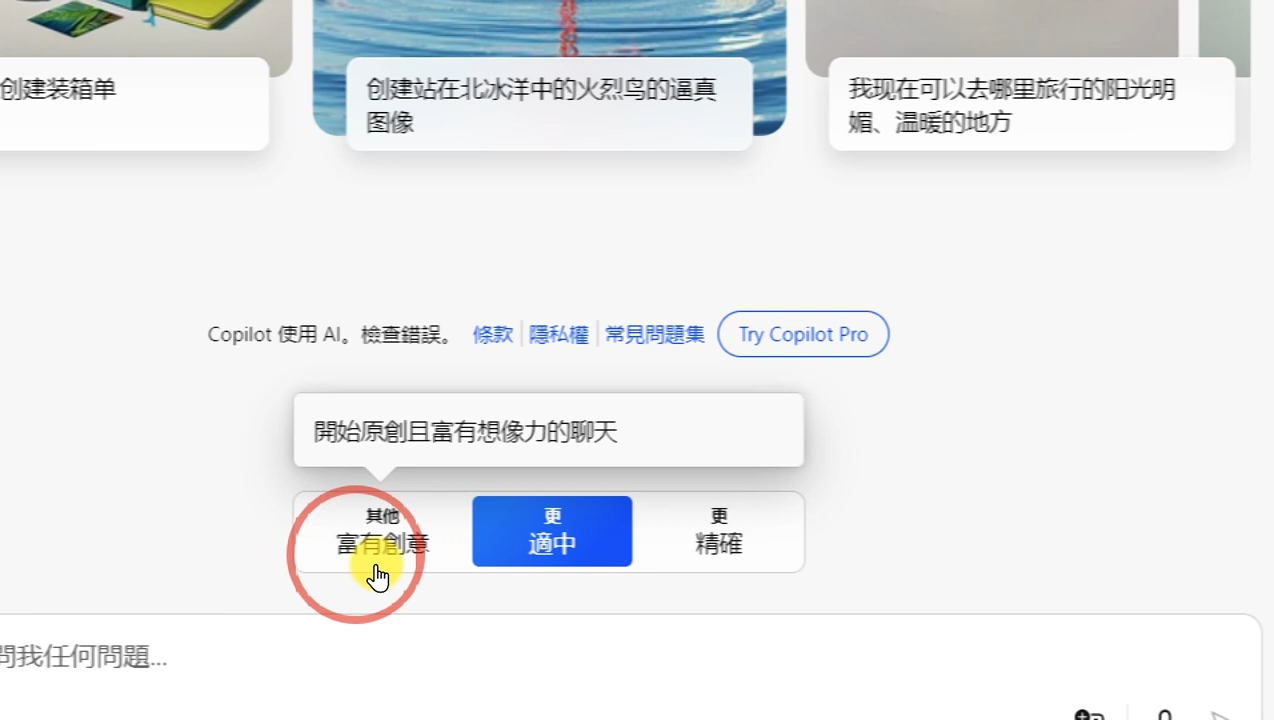 创建装箱单
创建站在北冰洋中的火烈鸟的逼真
图像
我现在可以去哪里旅行的阳光明
媚、温暖的地方
Copilot 使用 AI。檢查錯誤。 條款 隱私權 常見問題集 Try Copilot Pro
開始原創且富有想像力的聊天
其他 更 更
富有創意 適中 精確
問我任何問題...